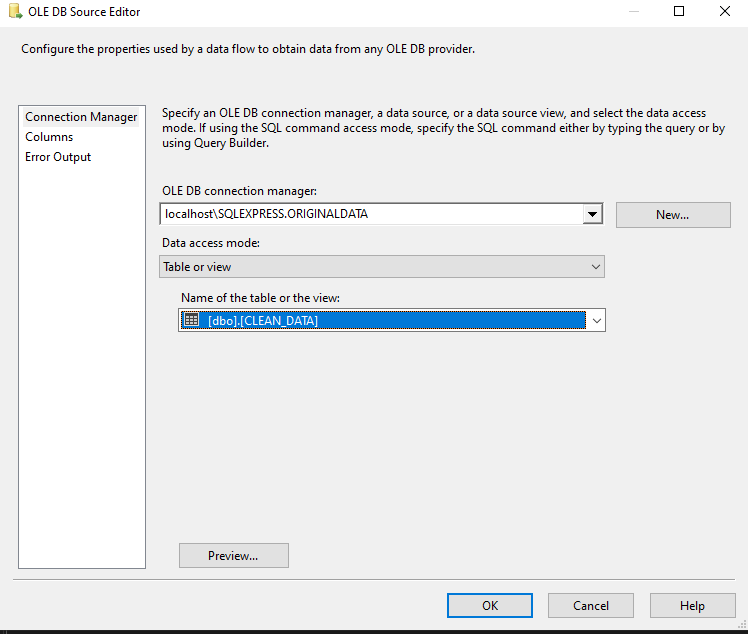 OLE DB Source Editor
Configure the properties used by a data flow to obtain data from any OLE DB provider.
Connection Manager
Columns
Error Output
Specify an OLE DB connection manager, a data source, or a data source view, and select the data access
mode. If using the SQL command access mode, specify the SQL command either by typing the query or by
using Query Builder.
OLE DB connection manager:
localhost\SQLEXPRESS.ORIGINALDATA
New...
Data access mode:
Table or view
Name of the table or the view:
[dbo].[CLEAN_DATA]
Preview...
OK
Cancel
Help